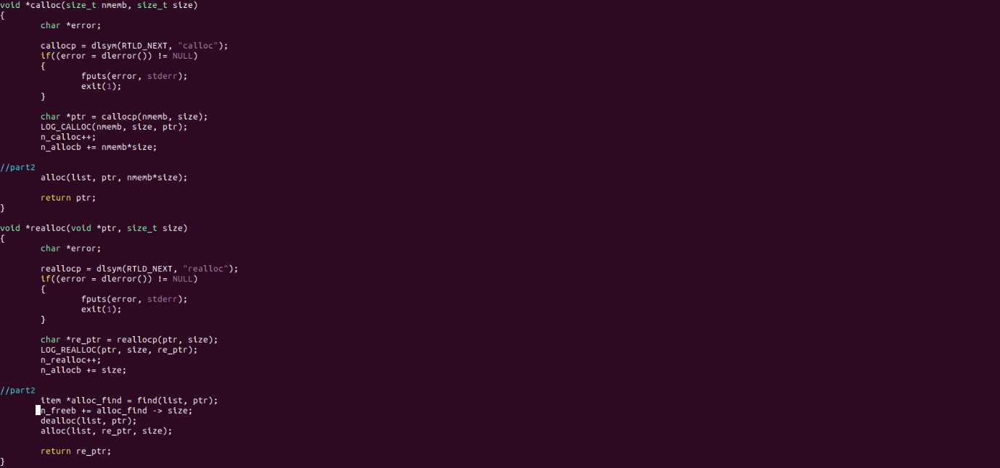 void *calloc(size_t nmemb, size_t size)
{
        char *error;

        callocp = dlsym(RTLD_NEXT, "calloc");
        if((error = dlerror()) != NULL)
        {
                fputs(error, stderr);
                exit(1);
        }

        char *ptr = callocp(nmemb, size);
        LOG_CALLOC(nmemb, size, ptr);
        n_calloc++;
        n_allocb += nmemb*size;

//part2
        alloc(list, ptr, nmemb*size);

        return ptr;
}

void *realloc(void *ptr, size_t size)
{
        char *error;

        reallocp = dlsym(RTLD_NEXT, "realloc");
        if((error = dlerror()) != NULL)
        {
                fputs(error, stderr);
                exit(1);
        }

        char *re_ptr = reallocp(ptr, size);
        LOG_REALLOC(ptr, size, re_ptr);
        n_realloc++;
        n_allocb += size;

//part2
        item *alloc_find = find(list, ptr);
        n_freeb += alloc_find -> size;
        dealloc(list, ptr);
        alloc(list, re_ptr, size);

        return re_ptr;
}